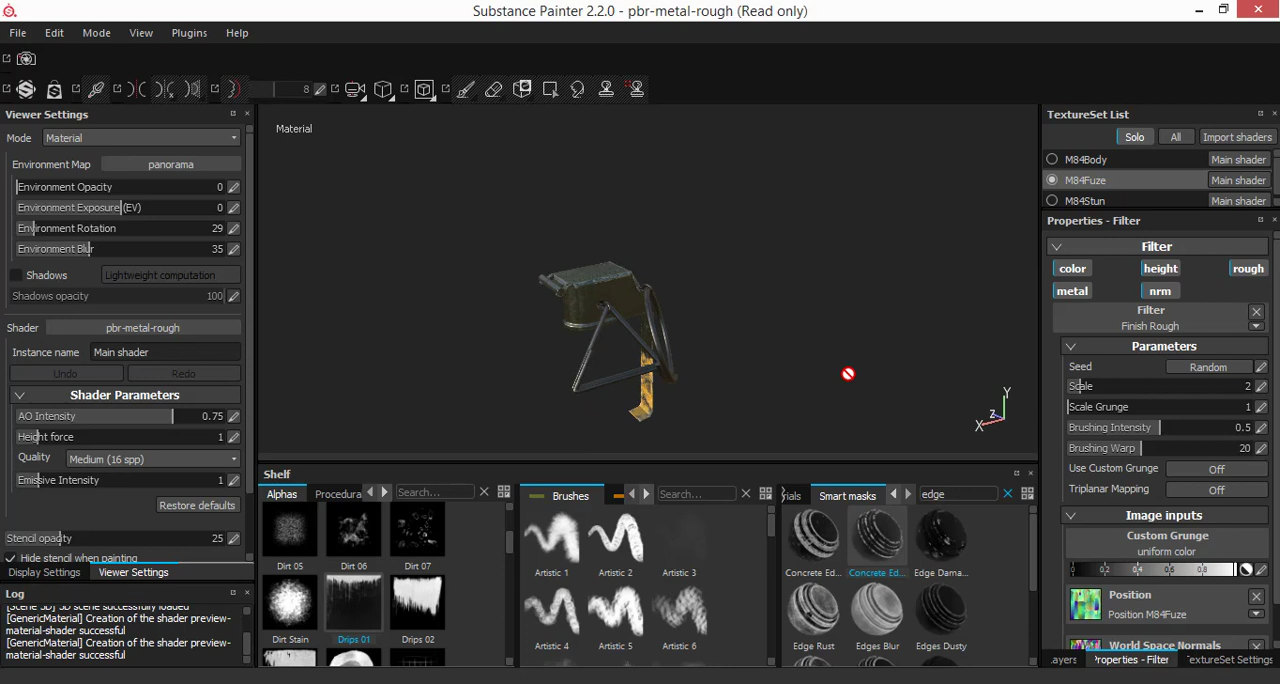 Substance Painter 2.2.0 - pbr-metal-rough (Read only)
File Edit Mode View Plugins Help
8
Viewer Settings
Mode Material
Environment Map panorama
Environment Opacity 0
Environment Exposure (EV) 0
Environment Rotation 29
Environment Blur 35
Shadows Lightweight computation
Shadows opacity 100
Shader pbr-metal-rough
Instance name Main shader
Undo Redo
Shader Parameters
AO Intensity 0.75
Height force 1
Quality Medium (16 spp)
Emissive Intensity 1
Restore defaults
Stencil opacity 25
Hide stencil when painting
Display Settings Viewer Settings
Log
[Scene 3D] 3D scene successfully loaded
[GenericMaterial] Creation of the shader preview-
material-shader successful
[GenericMaterial] Creation of the shader preview-
material-shader successful
Material
Y
Z
X
Shelf
Alphas Procedura Search...
Dirt 05 Dirt 06 Dirt 07
Dirt Stain Drips 01 Drips 02
Brushes Search...
Artistic 1 Artistic 2 Artistic 3
Artistic 4 Artistic 5 Artistic 6
rials Smart masks edge
Concrete Ed... Concrete Ed... Edge Dama...
Edge Rust Edges Blur Edges Dusty
TextureSet List
Solo All Import shaders
M84Body Main shader
M84Fuze Main shader
M84Stun Main shader
Properties - Filter
Filter
color height rough
metal nrm
Filter
Finish Rough
Parameters
Seed Random
Scale 2
Scale Grunge 1
Brushing Intensity 0.5
Brushing Warp 20
Use Custom Grunge Off
Triplanar Mapping Off
Image inputs
Custom Grunge
uniform color
0 0.2 0.4 0.6 0.8
Position
Position M84Fuze
World Space Normals
ayers Properties - Filter TextureSet Settings